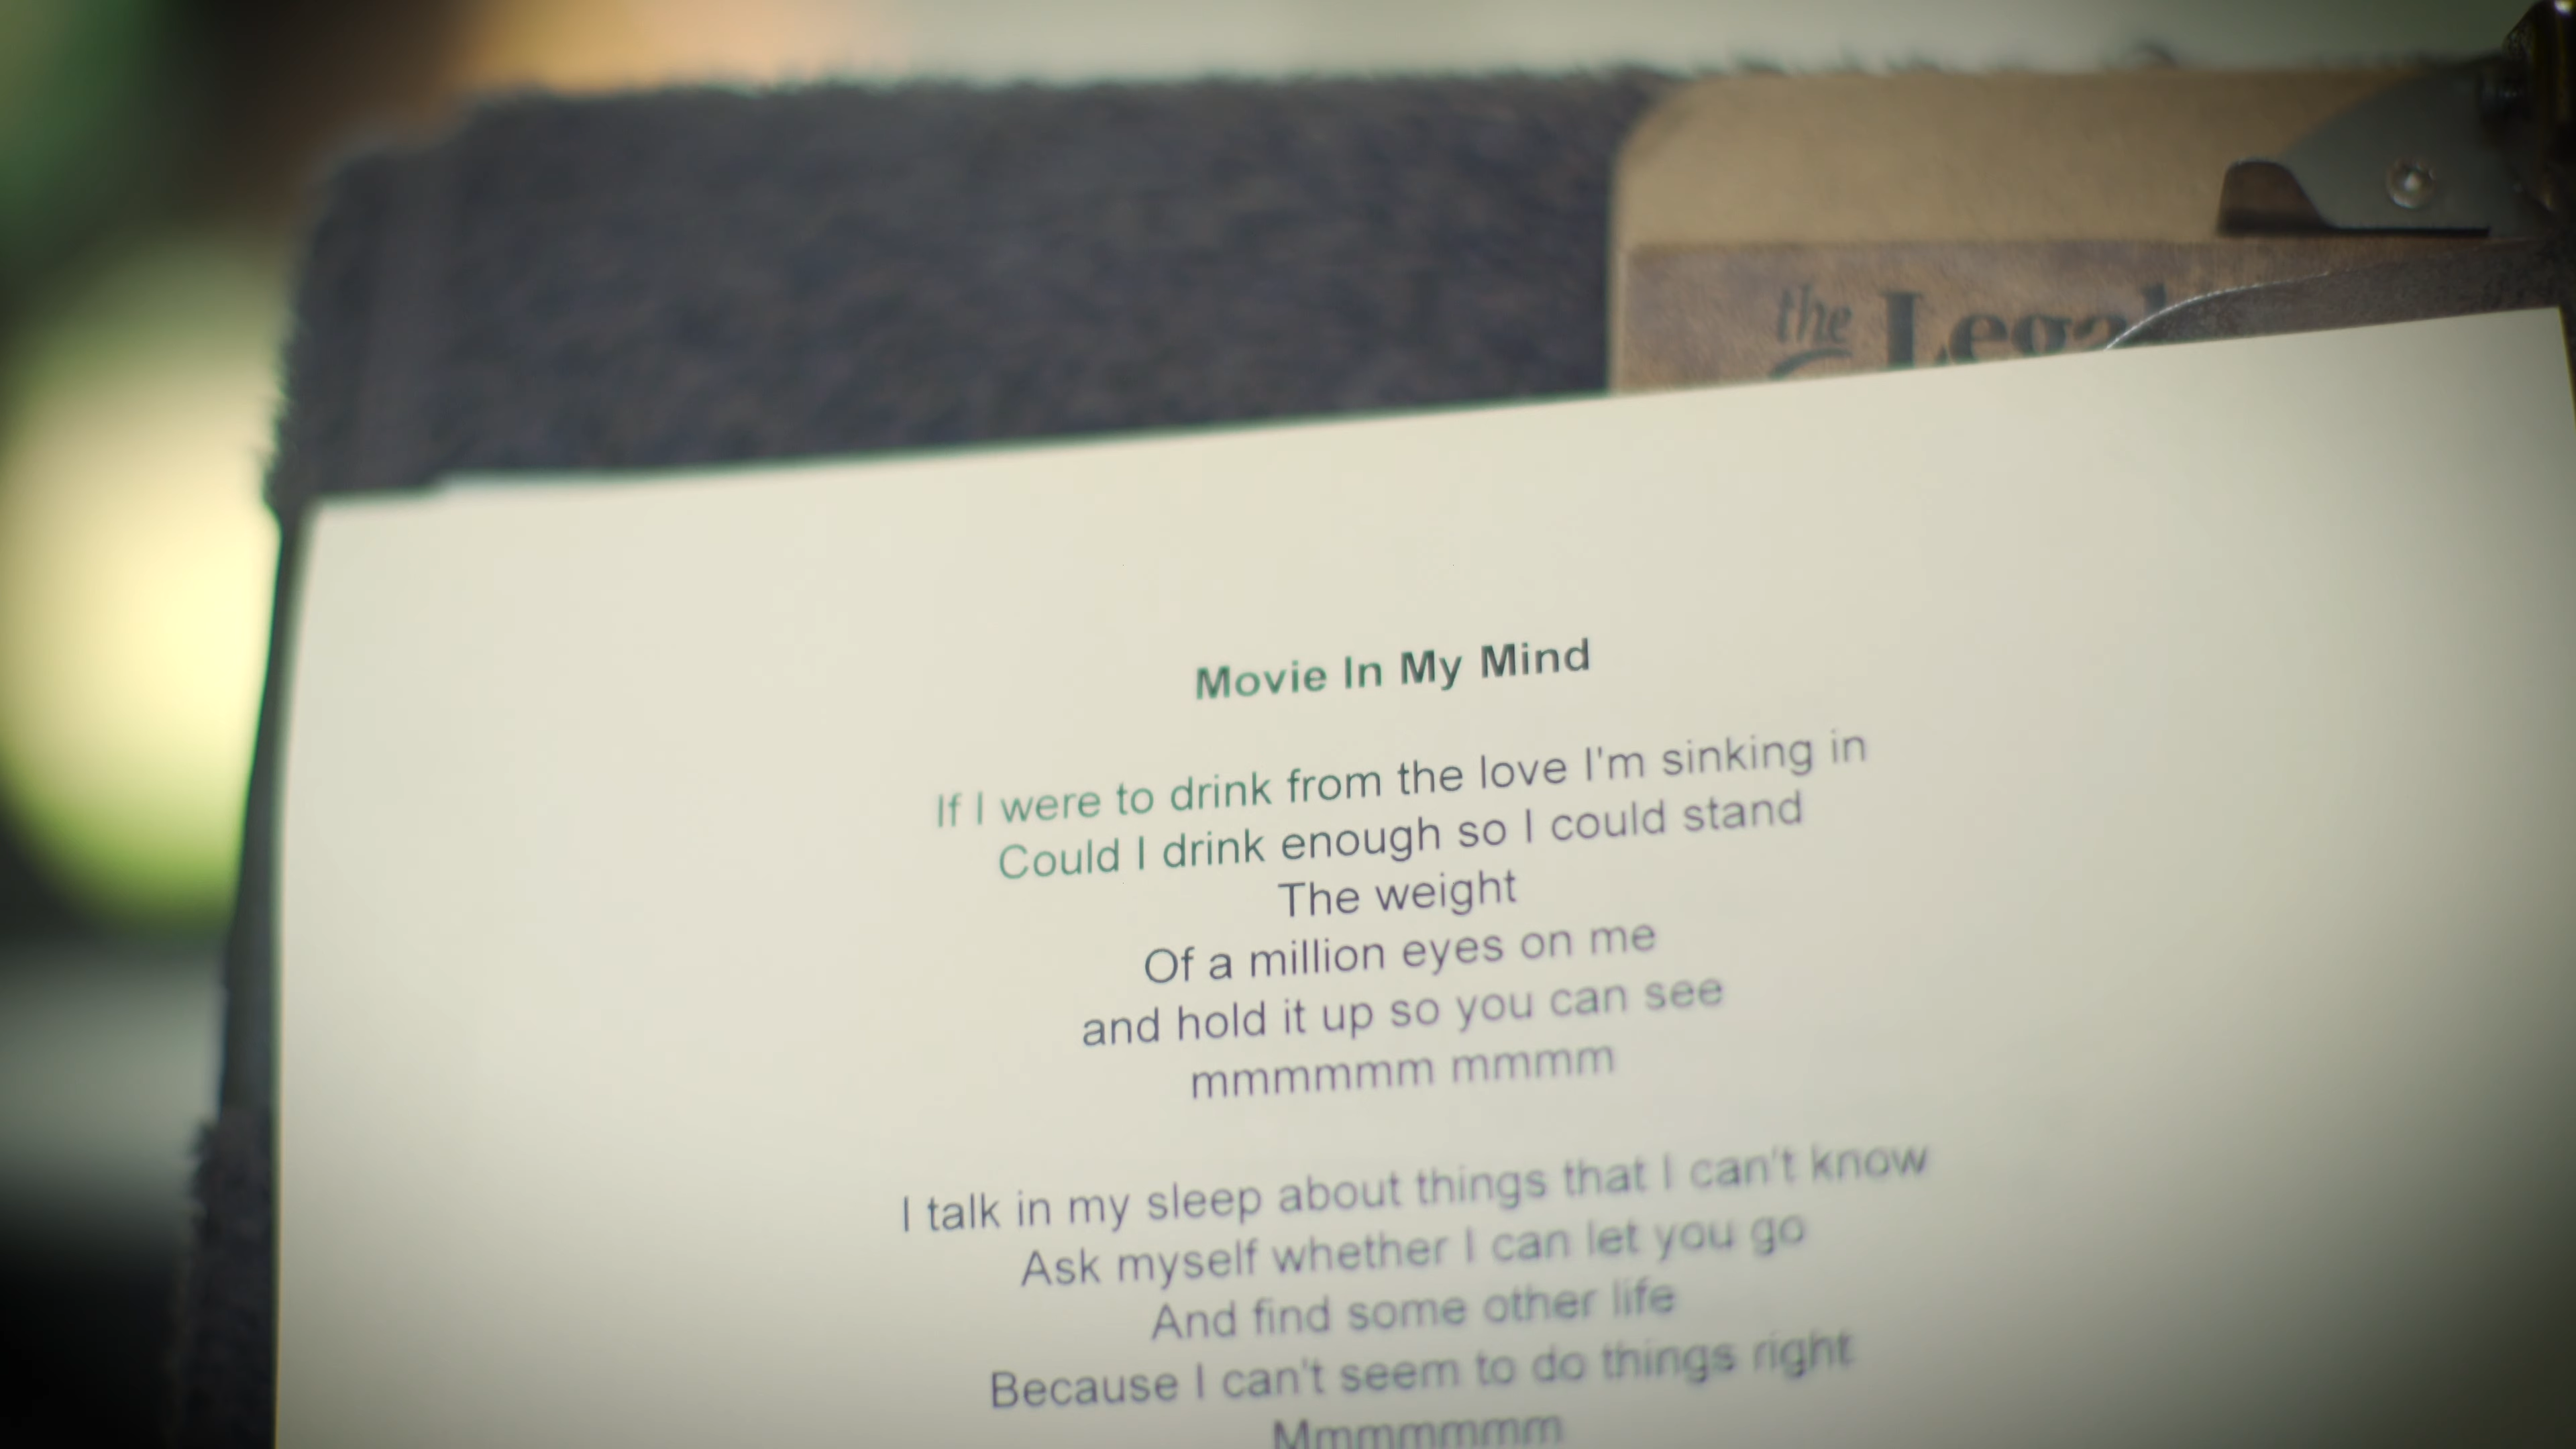 the Legal
Movie In My Mind
If I were to drink from the love I'm sinking in
Could I drink enough so I could stand
The weight
Of a million eyes on me
and hold it up so you can see
mmmmmm mmmm
I talk in my sleep about things that I can't know
Ask myself whether I can let you go
And find some other life
Because I can't seem to do things right
Mmmmmmm